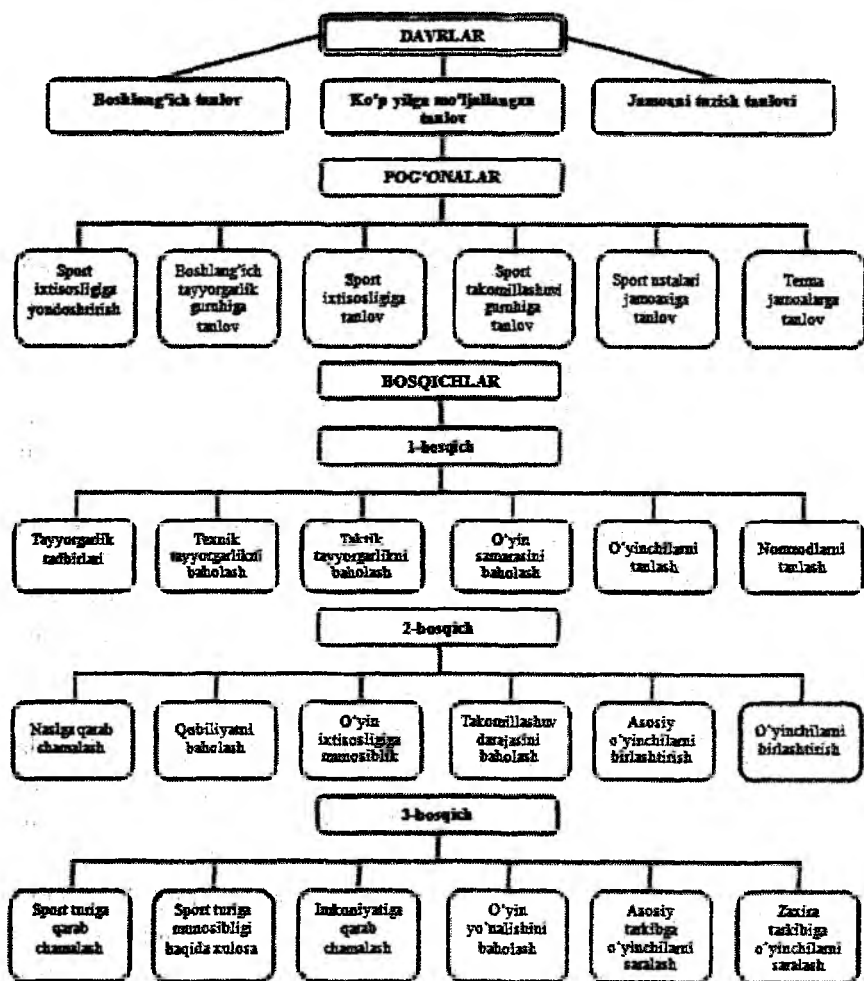 DAVRLAR
Boshlang‘ich tanlov
Ko‘p yilga mo‘ljallangan
tanlov
Jamoani tuzish tanlovi
POG‘ONALAR
Sport
ixtisosligiga
yondoshrirish
Boshlang‘ich
tayyorgarlik
guruhiga
tanlov
Sport
ixtisosligiga
tanlov
Sport
takomillashuvi
guruhiga
tanlov
Sport ustalari
jamoasiga
tanlov
Terma
jamoalarga
tanlov
BOSQICHLAR
1-bosqich
Tayyorgarlik
tadbirlari
Texnik
tayyorgarlikni
baholash
Taktik
tayyorgarlikni
baholash
O‘yin
samarasini
baholash
O‘yinchilarni
tanlash
Nomzodlarni
tanlash
2-bosqich
Naslga qarab
chamalash
Qobiliyatni
baholash
O‘yin
ixtisosligiga
munosiblik
Takomillashuv
darajasini
baholash
Asosiy
o‘yinchilarni
birlashtirish
O‘yinchilarni
birlashtirish
3-bosqich
Sport turiga
qarab
chamalash
Sport turiga
munosibligi
haqida xulosa
Imkoniyatiga
qarab
chamalash
O‘yin
yo‘nalishini
baholash
Asosiy
tarkibga
o‘yinchilarni
saralash
Zaxira
tarkibiga
o‘yinchilarni
saralash